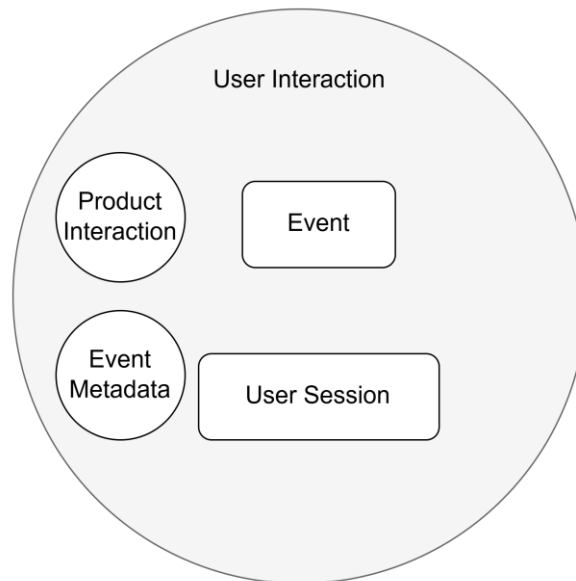 User Interaction
Product
Interaction
Event
Event
Metadata
User Session